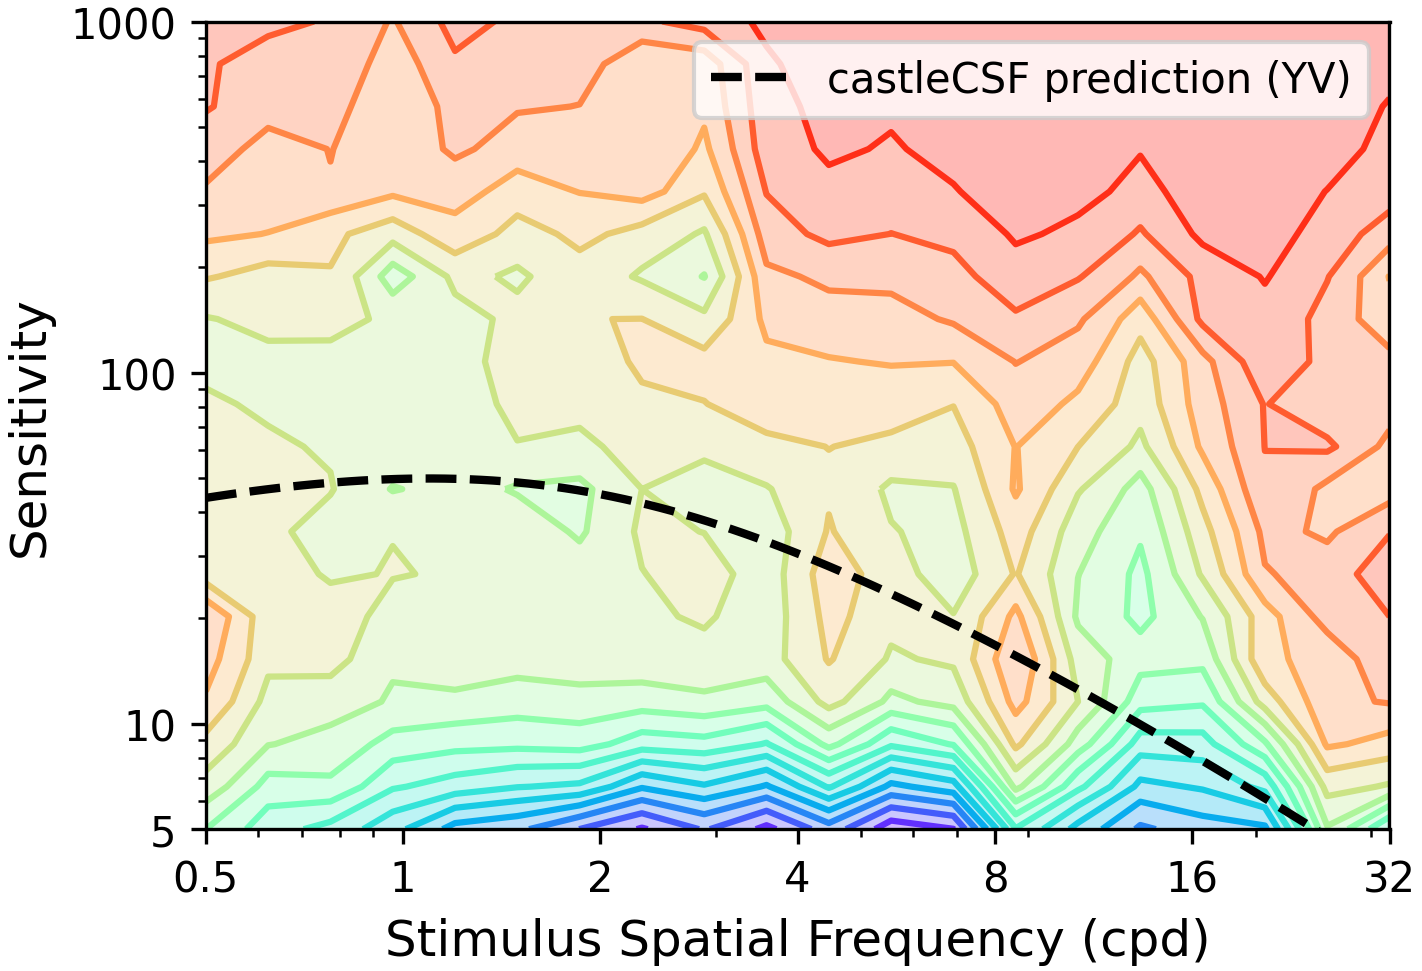 1000
100
10
5
Sensitivity
castleCSF prediction (YV)
0.5 1 2 4 8 16 32
Stimulus Spatial Frequency (cpd)